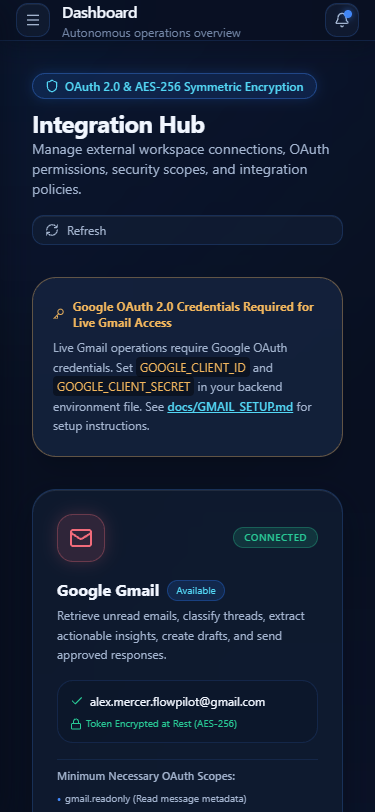 Dashboard
Autonomous operations overview
OAuth 2.0 & AES-256 Symmetric Encryption
Integration Hub
Manage external workspace connections, OAuth
permissions, security scopes, and integration
policies.
Refresh
Google OAuth 2.0 Credentials Required for
Live Gmail Access
Live Gmail operations require Google OAuth
credentials. Set GOOGLE_CLIENT_ID and
GOOGLE_CLIENT_SECRET in your backend
environment file. See docs/GMAIL_SETUP.md for
setup instructions.
CONNECTED
Google Gmail Available
Retrieve unread emails, classify threads, extract
actionable insights, create drafts, and send
approved responses.
alex.mercer.flowpilot@gmail.com
Token Encrypted at Rest (AES-256)
Minimum Necessary OAuth Scopes:
• gmail.readonly (Read message metadata)